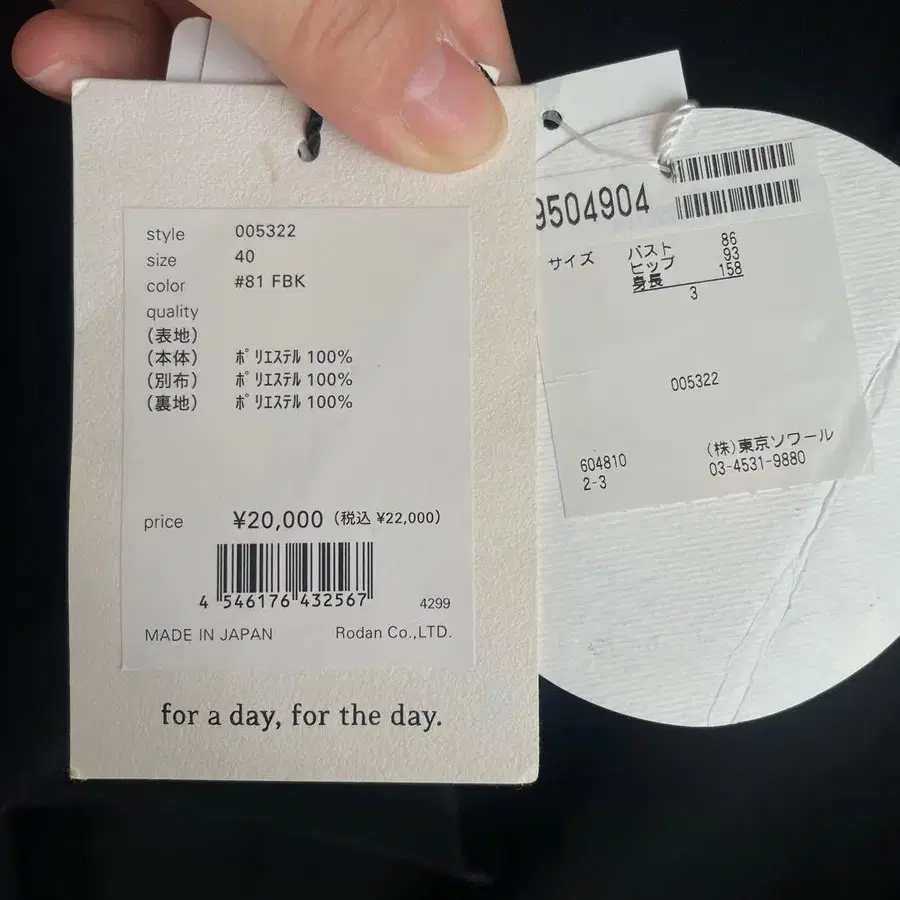 style 005322
size 40
color #81 FBK
quality
(表地)
(本体) ﾎﾟﾘｴｽﾃﾙ 100%
(別布) ﾎﾟﾘｴｽﾃﾙ 100%
(裏地) ﾎﾟﾘｴｽﾃﾙ 100%
price ¥20,000 (税込 ¥22,000)
4 546176 432567
4299
MADE IN JAPAN Rodan Co.,LTD.
for a day, for the day.
9504904
サイズ バスト 86
ヒップ 93
身長 158
3
005322
604810 (株)東京ソワール
2-3 03-4531-9880